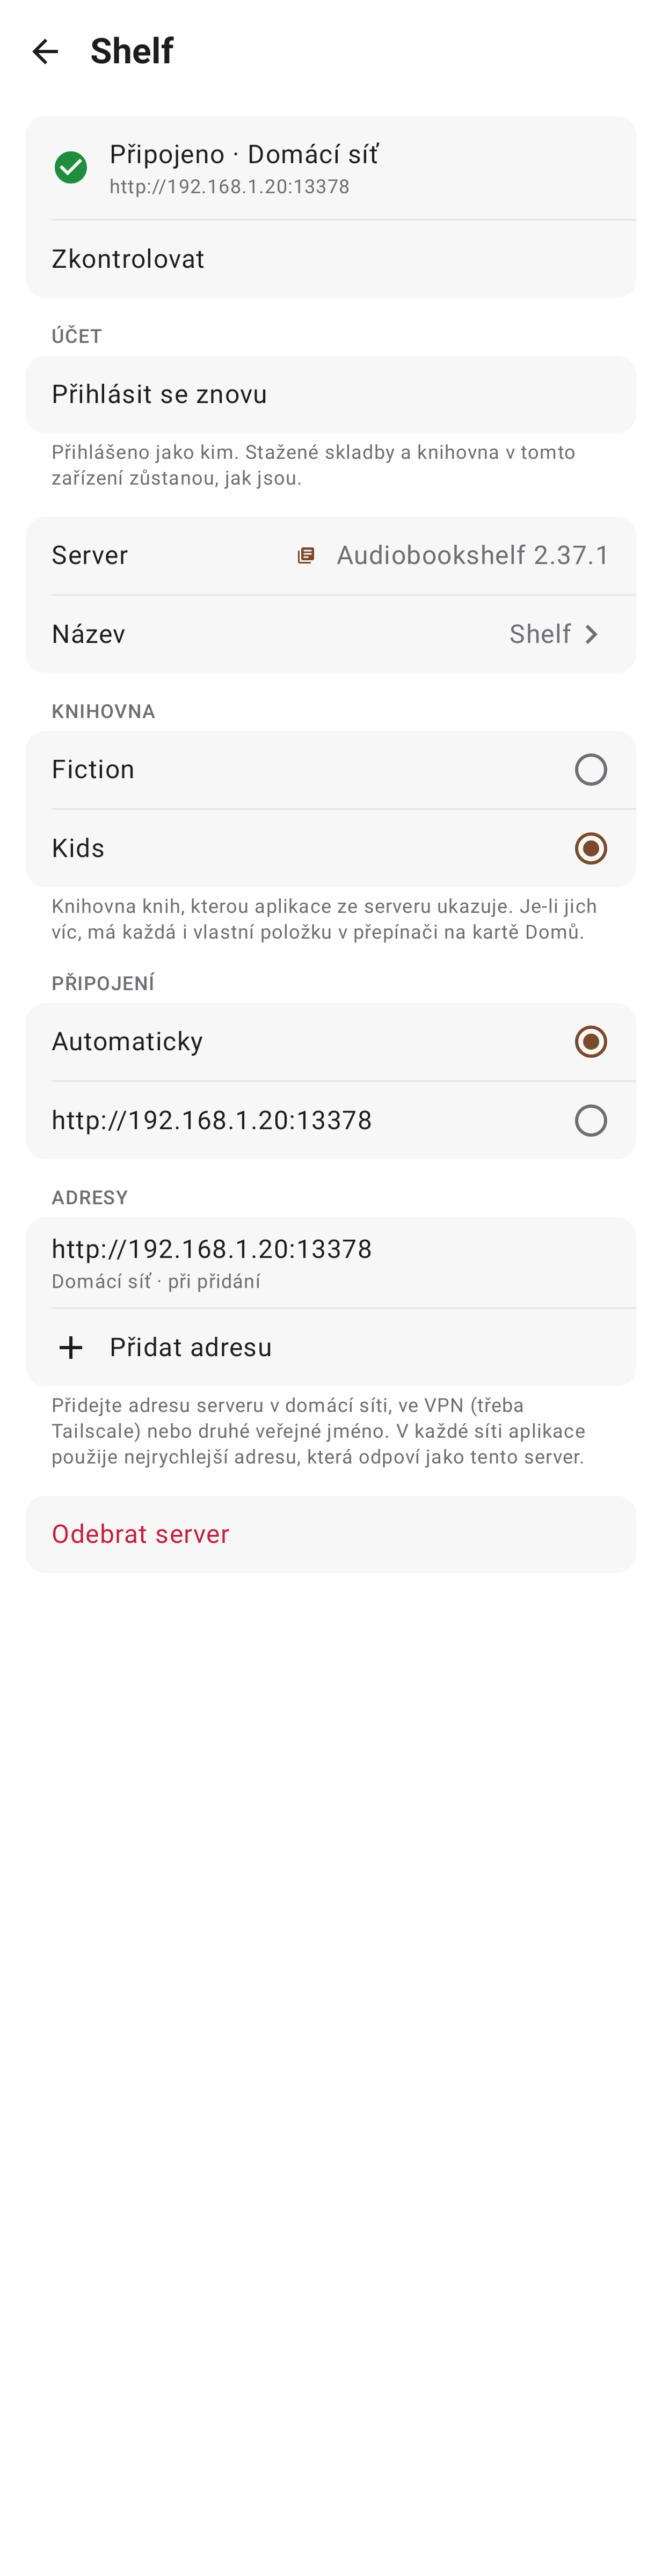 Shelf
Připojeno · Domácí síť
http://192.168.1.20:13378
Zkontrolovat
ÚČET
Přihlásit se znovu
Přihlášeno jako kim. Stažené skladby a knihovna v tomto
zařízení zůstanou, jak jsou.
Server Audiobookshelf 2.37.1
Název Shelf
KNIHOVNA
Fiction
Kids
Knihovna knih, kterou aplikace ze serveru ukazuje. Je-li jich
víc, má každá i vlastní položku v přepínači na kartě Domů.
PŘIPOJENÍ
Automaticky
http://192.168.1.20:13378
ADRESY
http://192.168.1.20:13378
Domácí síť · při přidání
Přidat adresu
Přidejte adresu serveru v domácí síti, ve VPN (třeba
Tailscale) nebo druhé veřejné jméno. V každé síti aplikace
použije nejrychlejší adresu, která odpoví jako tento server.
Odebrat server